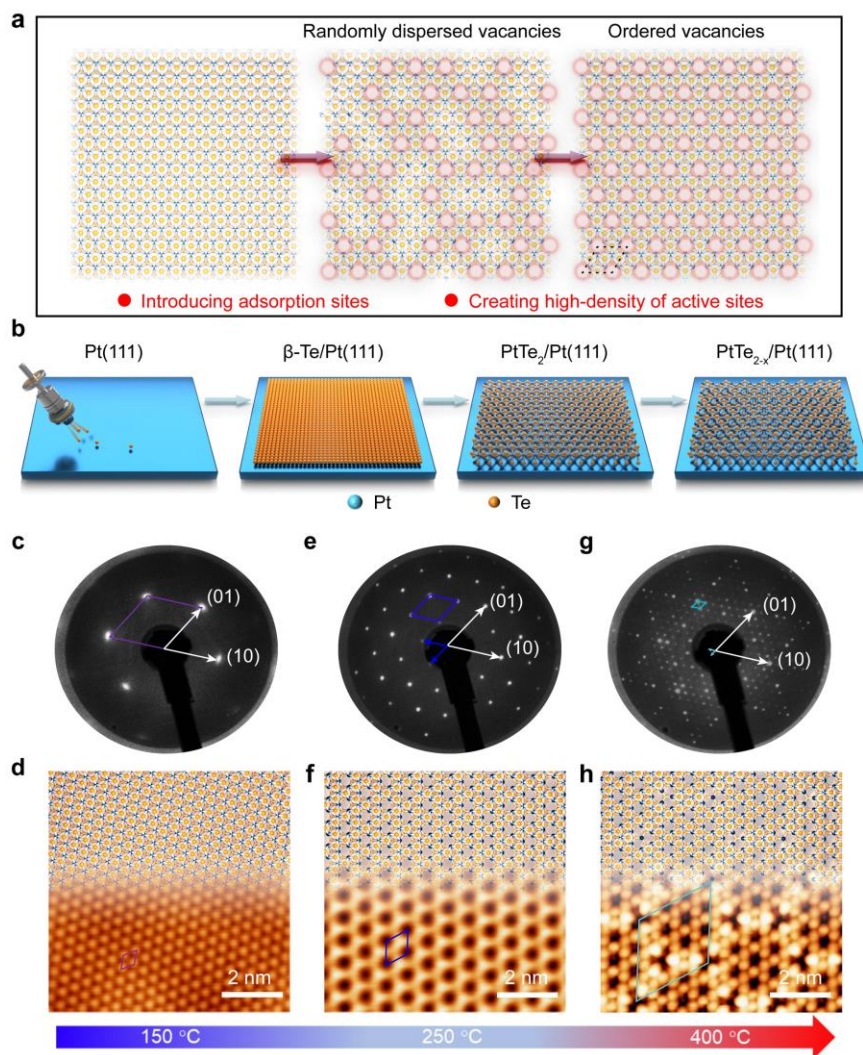 a
Randomly dispersed vacancies Ordered vacancies
Introducing adsorption sites Creating high-density of active sites
b
Pt(111) β-Te/Pt(111) PtTe2/Pt(111) PtTe2-x/Pt(111)
Pt Te
c e g
(01) (01) (01)
(10) (10) (10)
d f h
2 nm 2 nm 2 nm
150 °C 250 °C 400 °C